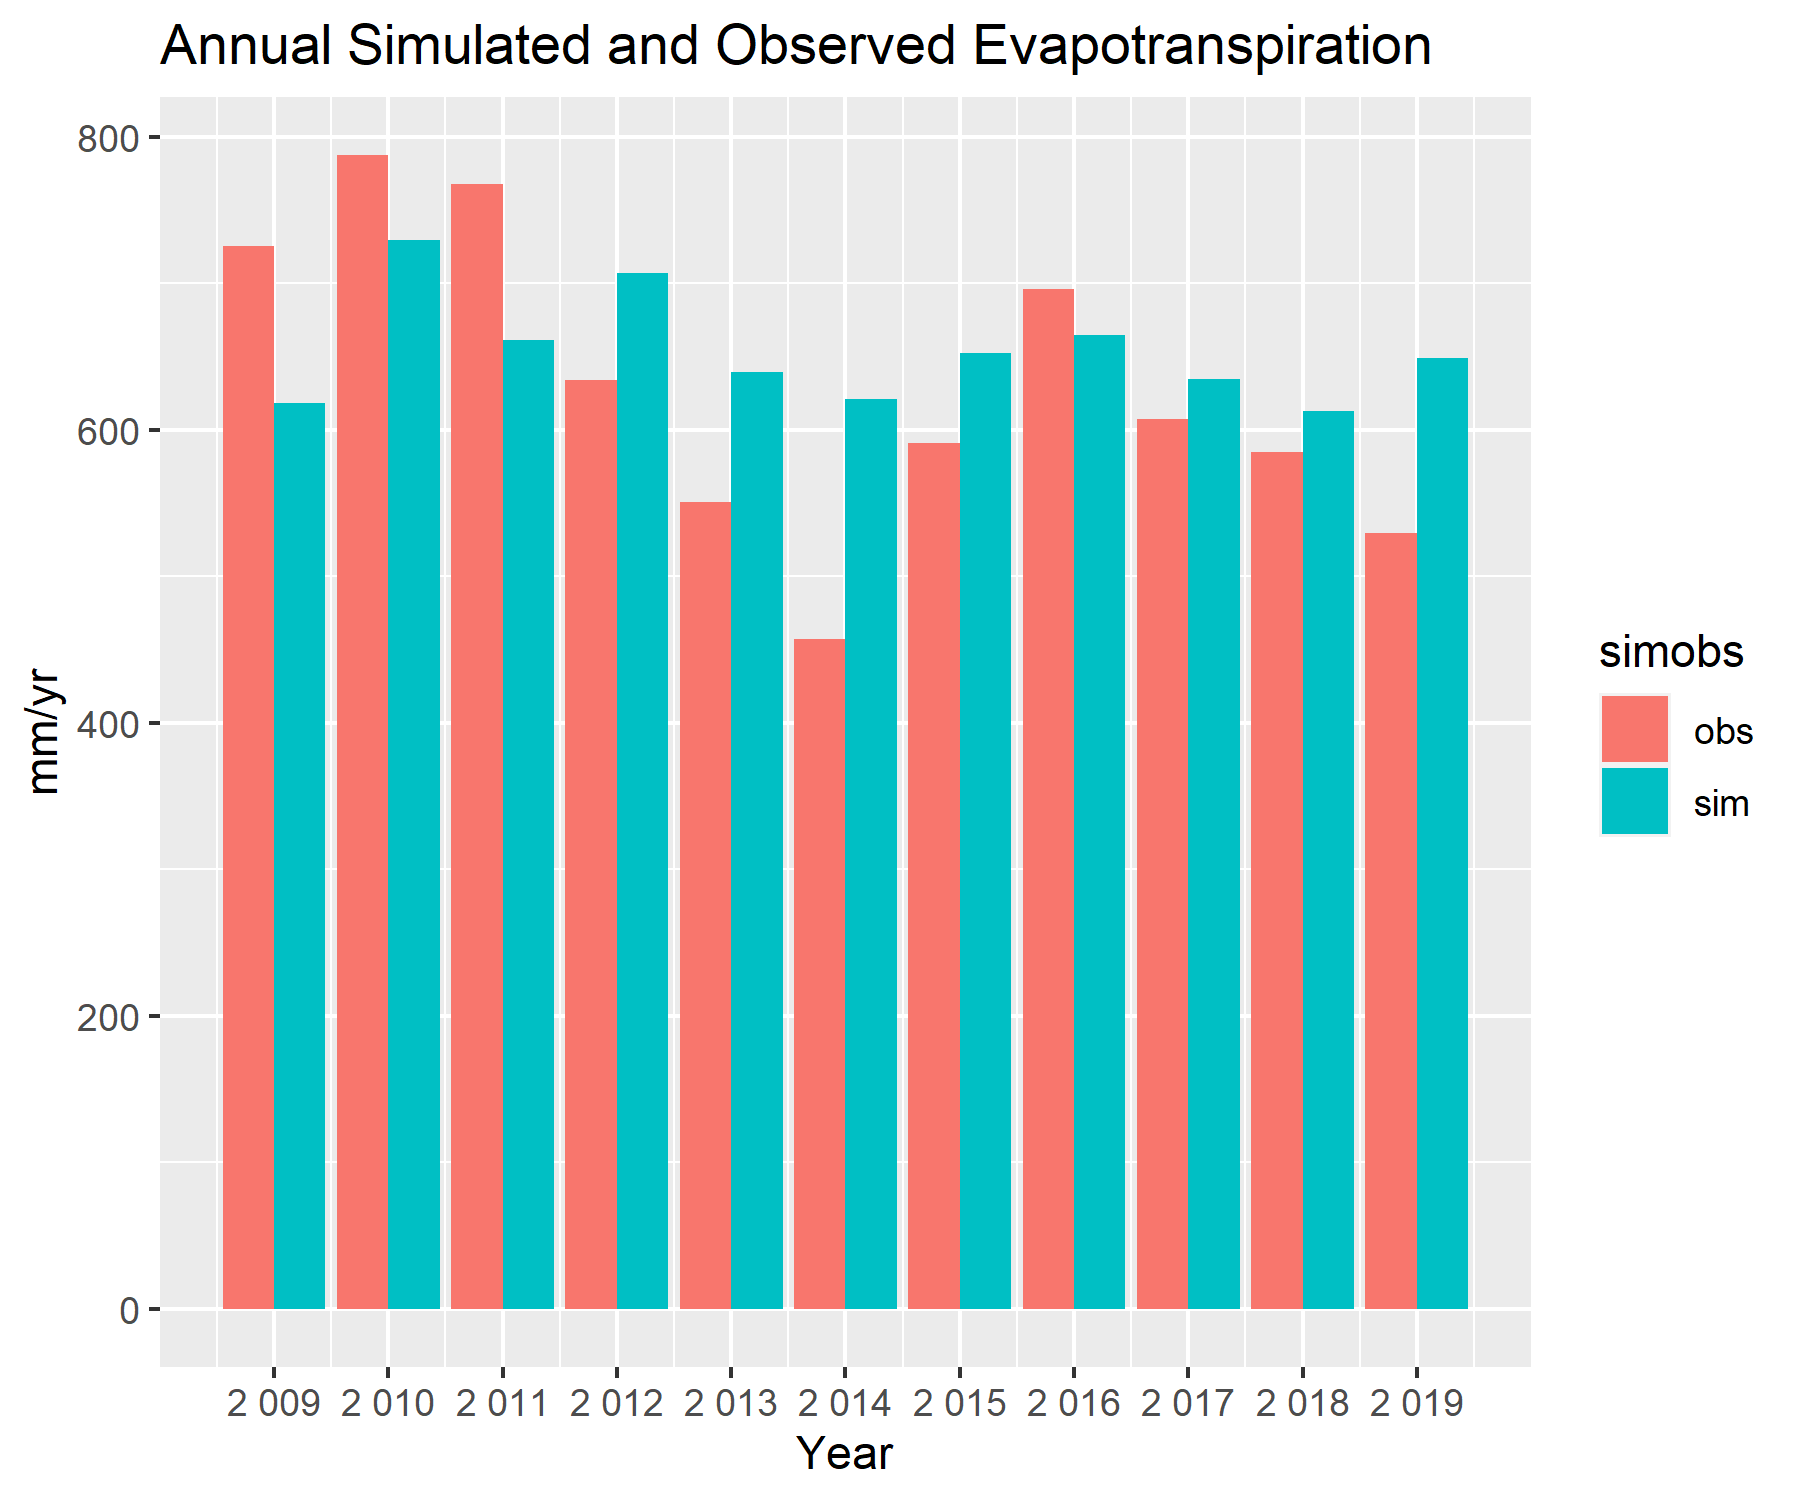 Annual Simulated and Observed Evapotranspiration
800
600
400
200
0
mm/yr
2 009 2 010 2 011 2 012 2 013 2 014 2 015 2 016 2 017 2 018 2 019
Year
simobs
obs
sim